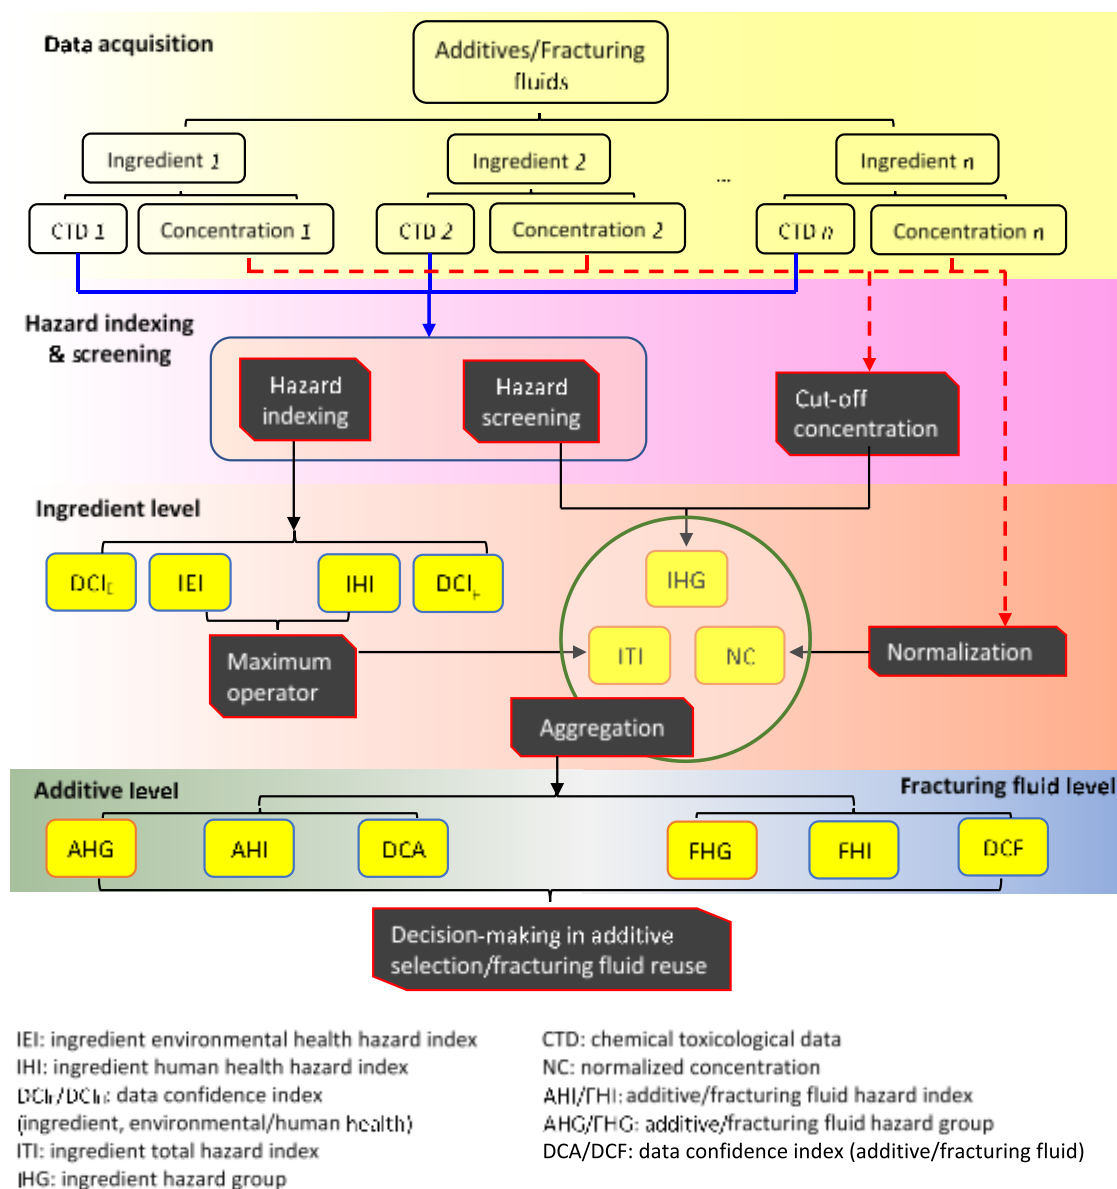 Data acquisition
Additives/Fracturing
fluids
Ingredient 1
Ingredient 2
...
Ingredient n
CTD 1
Concentration 1
CTD 2
Concentration 2
CTD n
Concentration n
Hazard indexing
& screening
Hazard
indexing
Hazard
screening
Cut-off
concentration
Ingredient level
DCI
IEI
IHI
DCI
IHG
ITI
NC
Maximum
operator
Normalization
Aggregation
Additive level
Fracturing fluid level
AHG
AHI
DCA
FHG
FHI
DCF
Decision-making in additive
selection/fracturing fluid reuse
IEI: ingredient environmental health hazard index
IHI: ingredient human health hazard index
: data confidence index
(ingredient, environmental/human health)
ITI: ingredient total hazard index
IHG: ingredient hazard group
CTD: chemical toxicological data
NC: normalized concentration
AHI/FHI: additive/fracturing fluid hazard index
AHG/FHG: additive/fracturing fluid hazard group
DCA/DCF: data confidence index (additive/fracturing fluid)